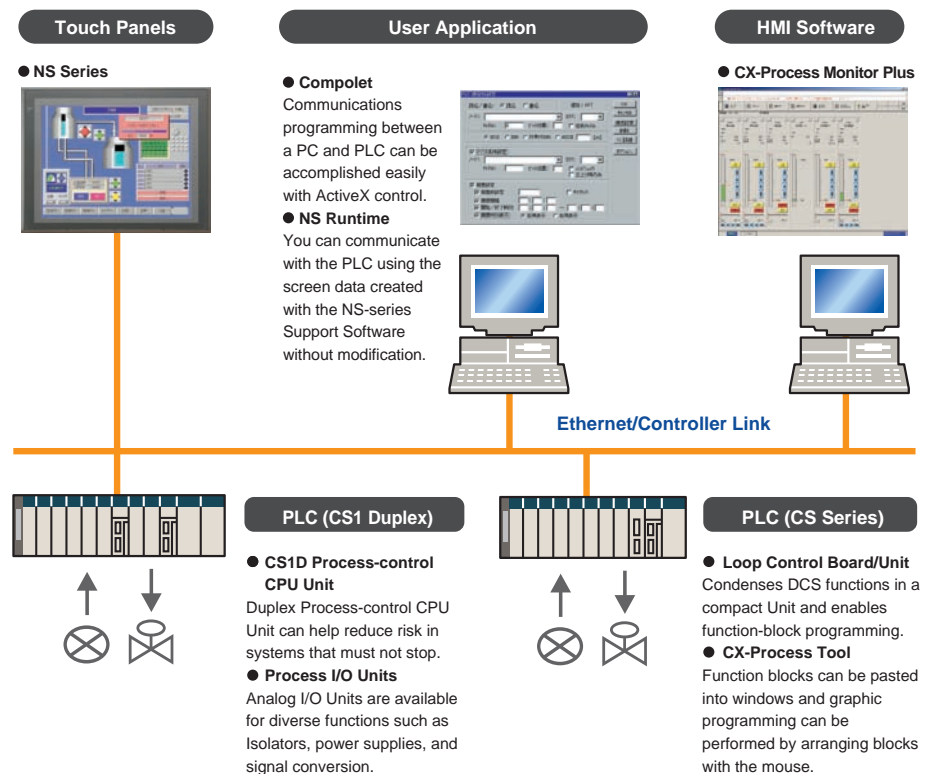 Touch Panels
User Application
HMI Software
● NS Series
● Compolet
Communications
programming between
a PC and PLC can be
accomplished easily
with ActiveX control.
● NS Runtime
You can communicate
with the PLC using the
screen data created
with the NS-series
Support Software
without modification.
● CX-Process Monitor Plus
Ethernet/Controller Link
PLC (CS1 Duplex)
● CS1D Process-control
CPU Unit
Duplex Process-control CPU
Unit can help reduce risk in
systems that must not stop.
● Process I/O Units
Analog I/O Units are available
for diverse functions such as
Isolators, power supplies, and
signal conversion.
PLC (CS Series)
● Loop Control Board/Unit
Condenses DCS functions in a
compact Unit and enables
function-block programming.
● CX-Process Tool
Function blocks can be pasted
into windows and graphic
programming can be
performed by arranging blocks
with the mouse.